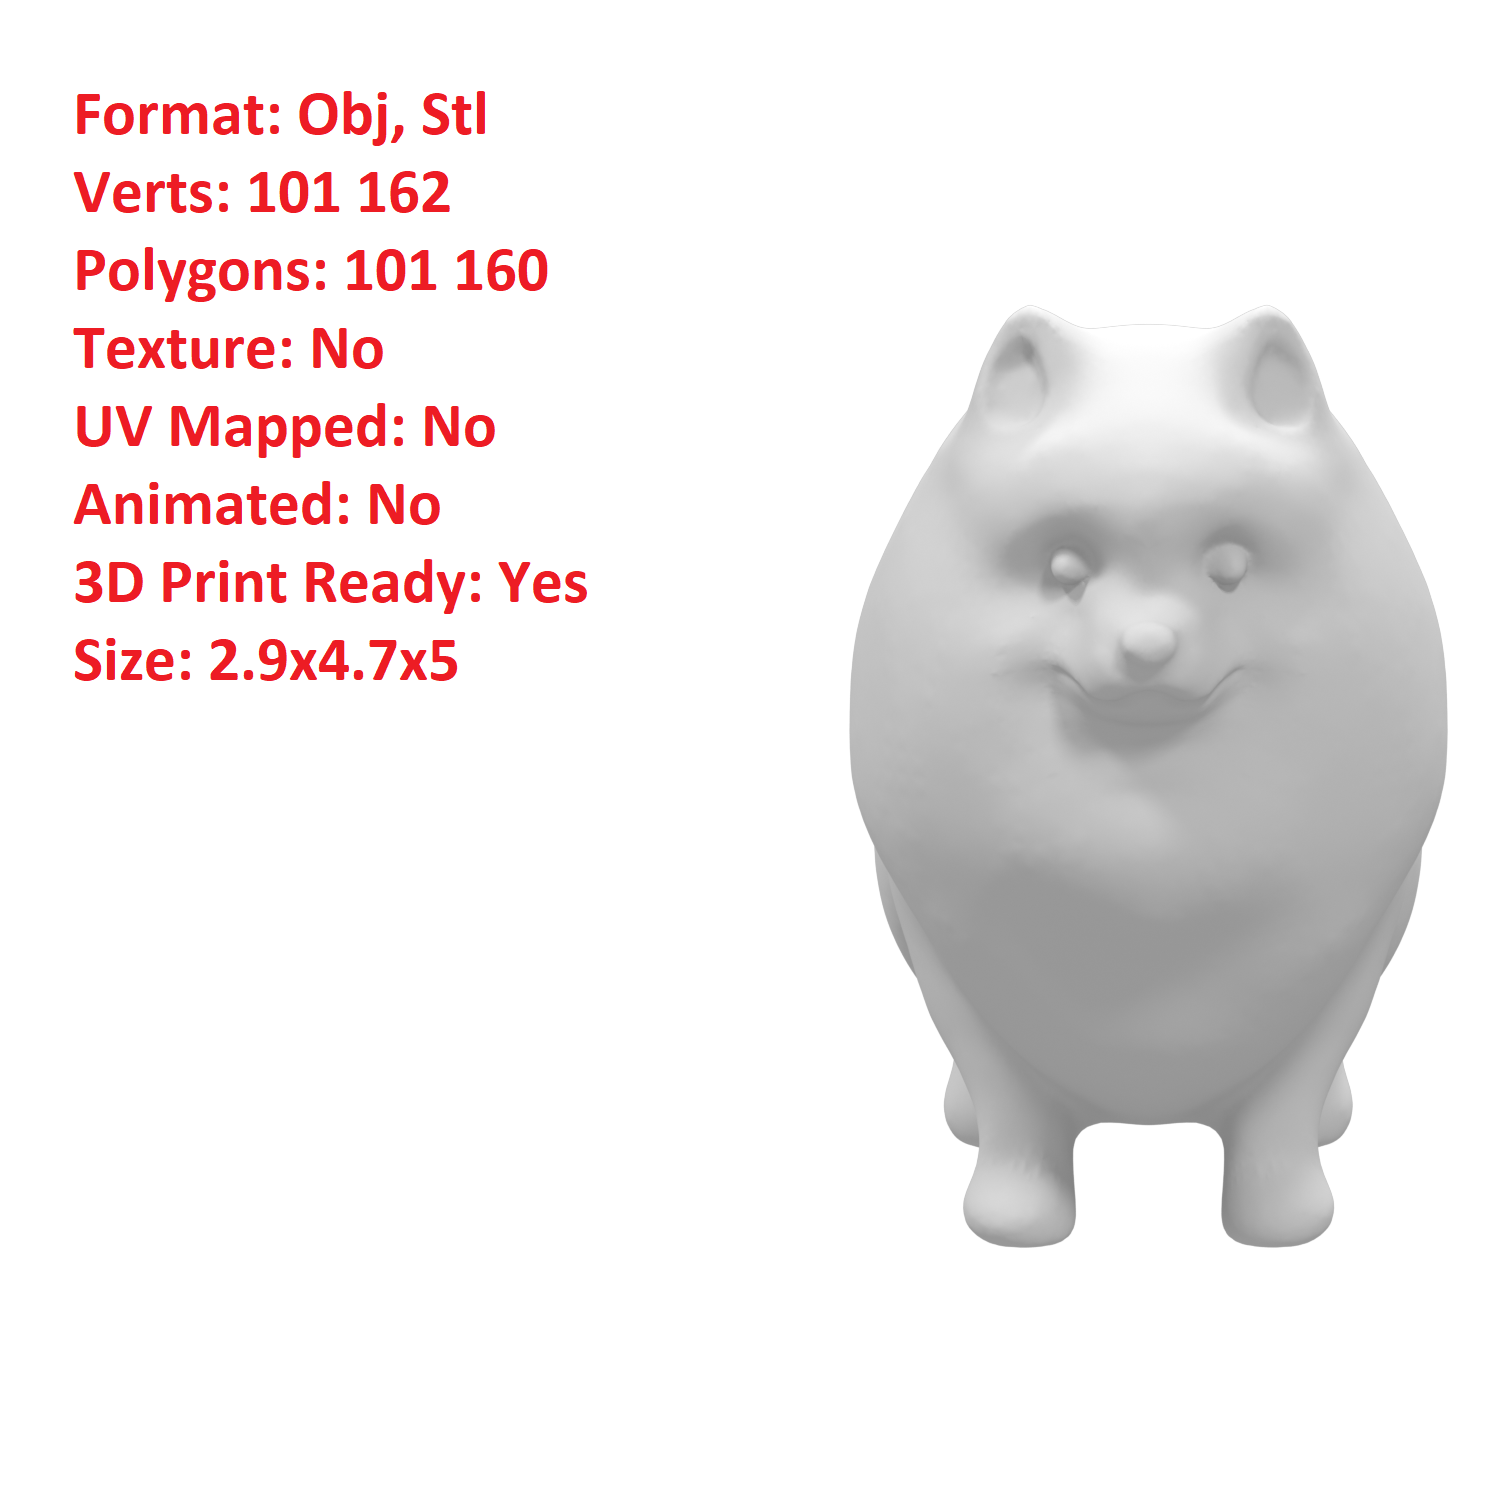 Format: Obj, Stl
Verts: 101 162
Polygons: 101 160
Texture: No
UV Mapped: No
Animated: No
3D Print Ready: Yes
Size: 2.9x4.7x5